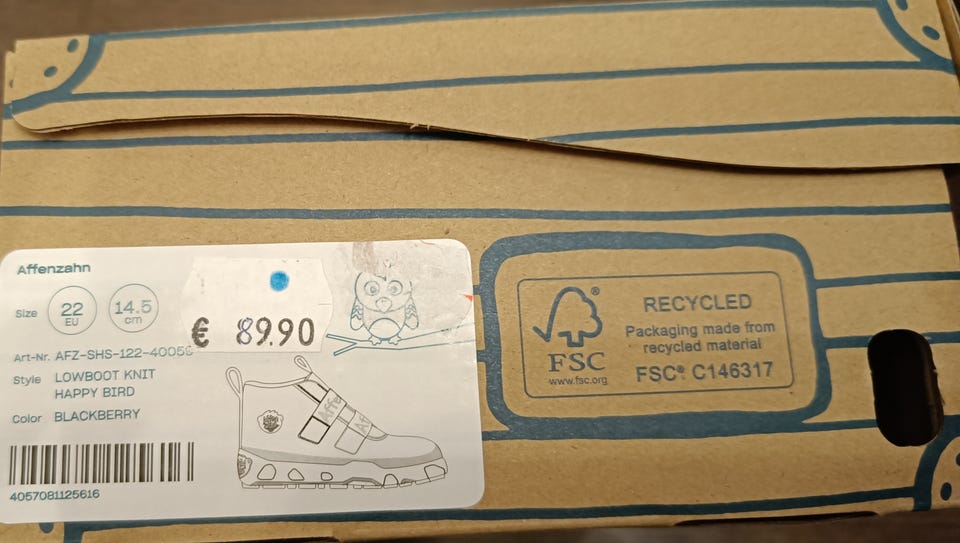 Affenzahn
Size 22 EU 14.5 cm
€ 89.90
Art-Nr. AFZ-SHS-122-40056
Style LOWBOOT KNIT
HAPPY BIRD
Color BLACKBERRY
4057081125616
RECYCLED
Packaging made from
recycled material
FSC® C146317
®
FSC
www.fsc.org